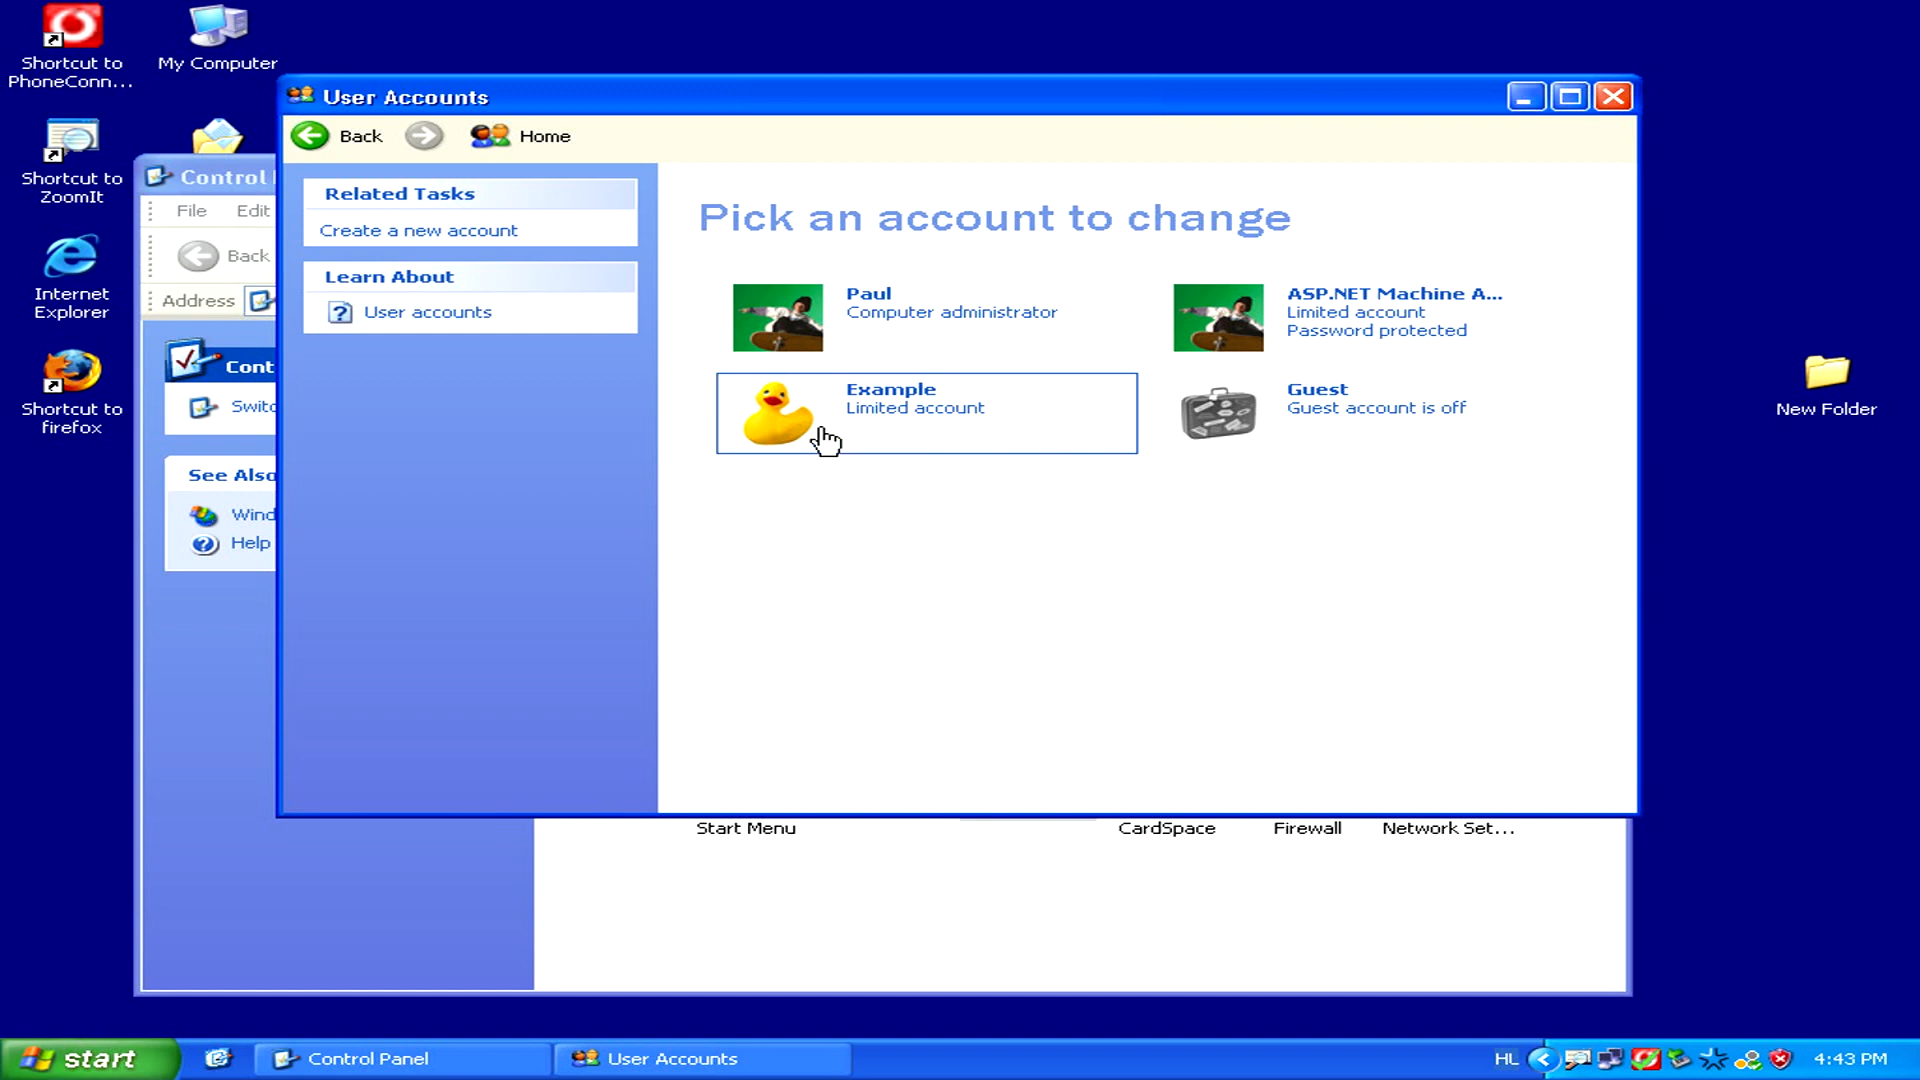 Shortcut to
PhoneConn...
My Computer
Shortcut to
ZoomIt
Internet
Explorer
Shortcut to
firefox
New Folder
Control
File Edit
Back
Address
Cont
Switc
See Also
Wind
Help
User Accounts
Back Home
Related Tasks
Create a new account
Learn About
User accounts
Pick an account to change
Paul
Computer administrator
ASP.NET Machine A...
Limited account
Password protected
Example
Limited account
Guest
Guest account is off
Start Menu CardSpace Firewall Network Set...
start Control Panel User Accounts HL 4:43 PM